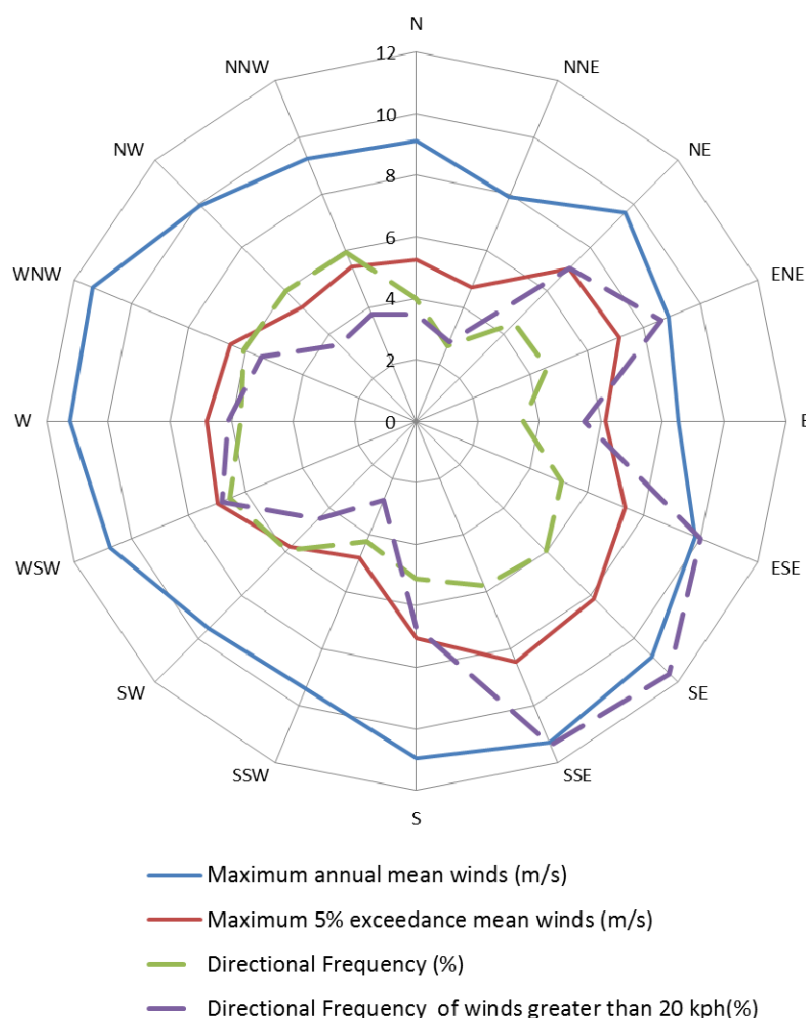 N
12
NNW
NNE
10
NW
NE
8
6
WNW
ENE
4
2
W
0
E
WSW
ESE
SW
SE
SSW
SSE
S
Maximum annual mean winds (m/s)
Maximum 5% exceedance mean winds (m/s)
Directional Frequency (%)
Directional Frequency of winds greater than 20 kph(%)